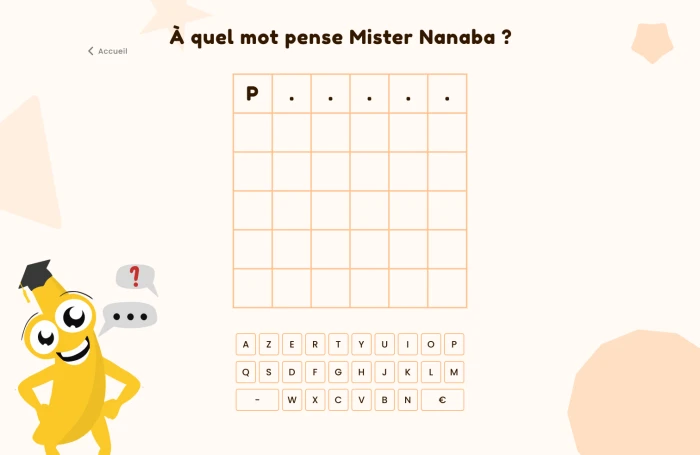 À quel mot pense Mister Nanaba ?
Accueil
P . . . . .
?
A Z E R T Y U I O P
Q S D F G H J K L M
- W X C V B N €